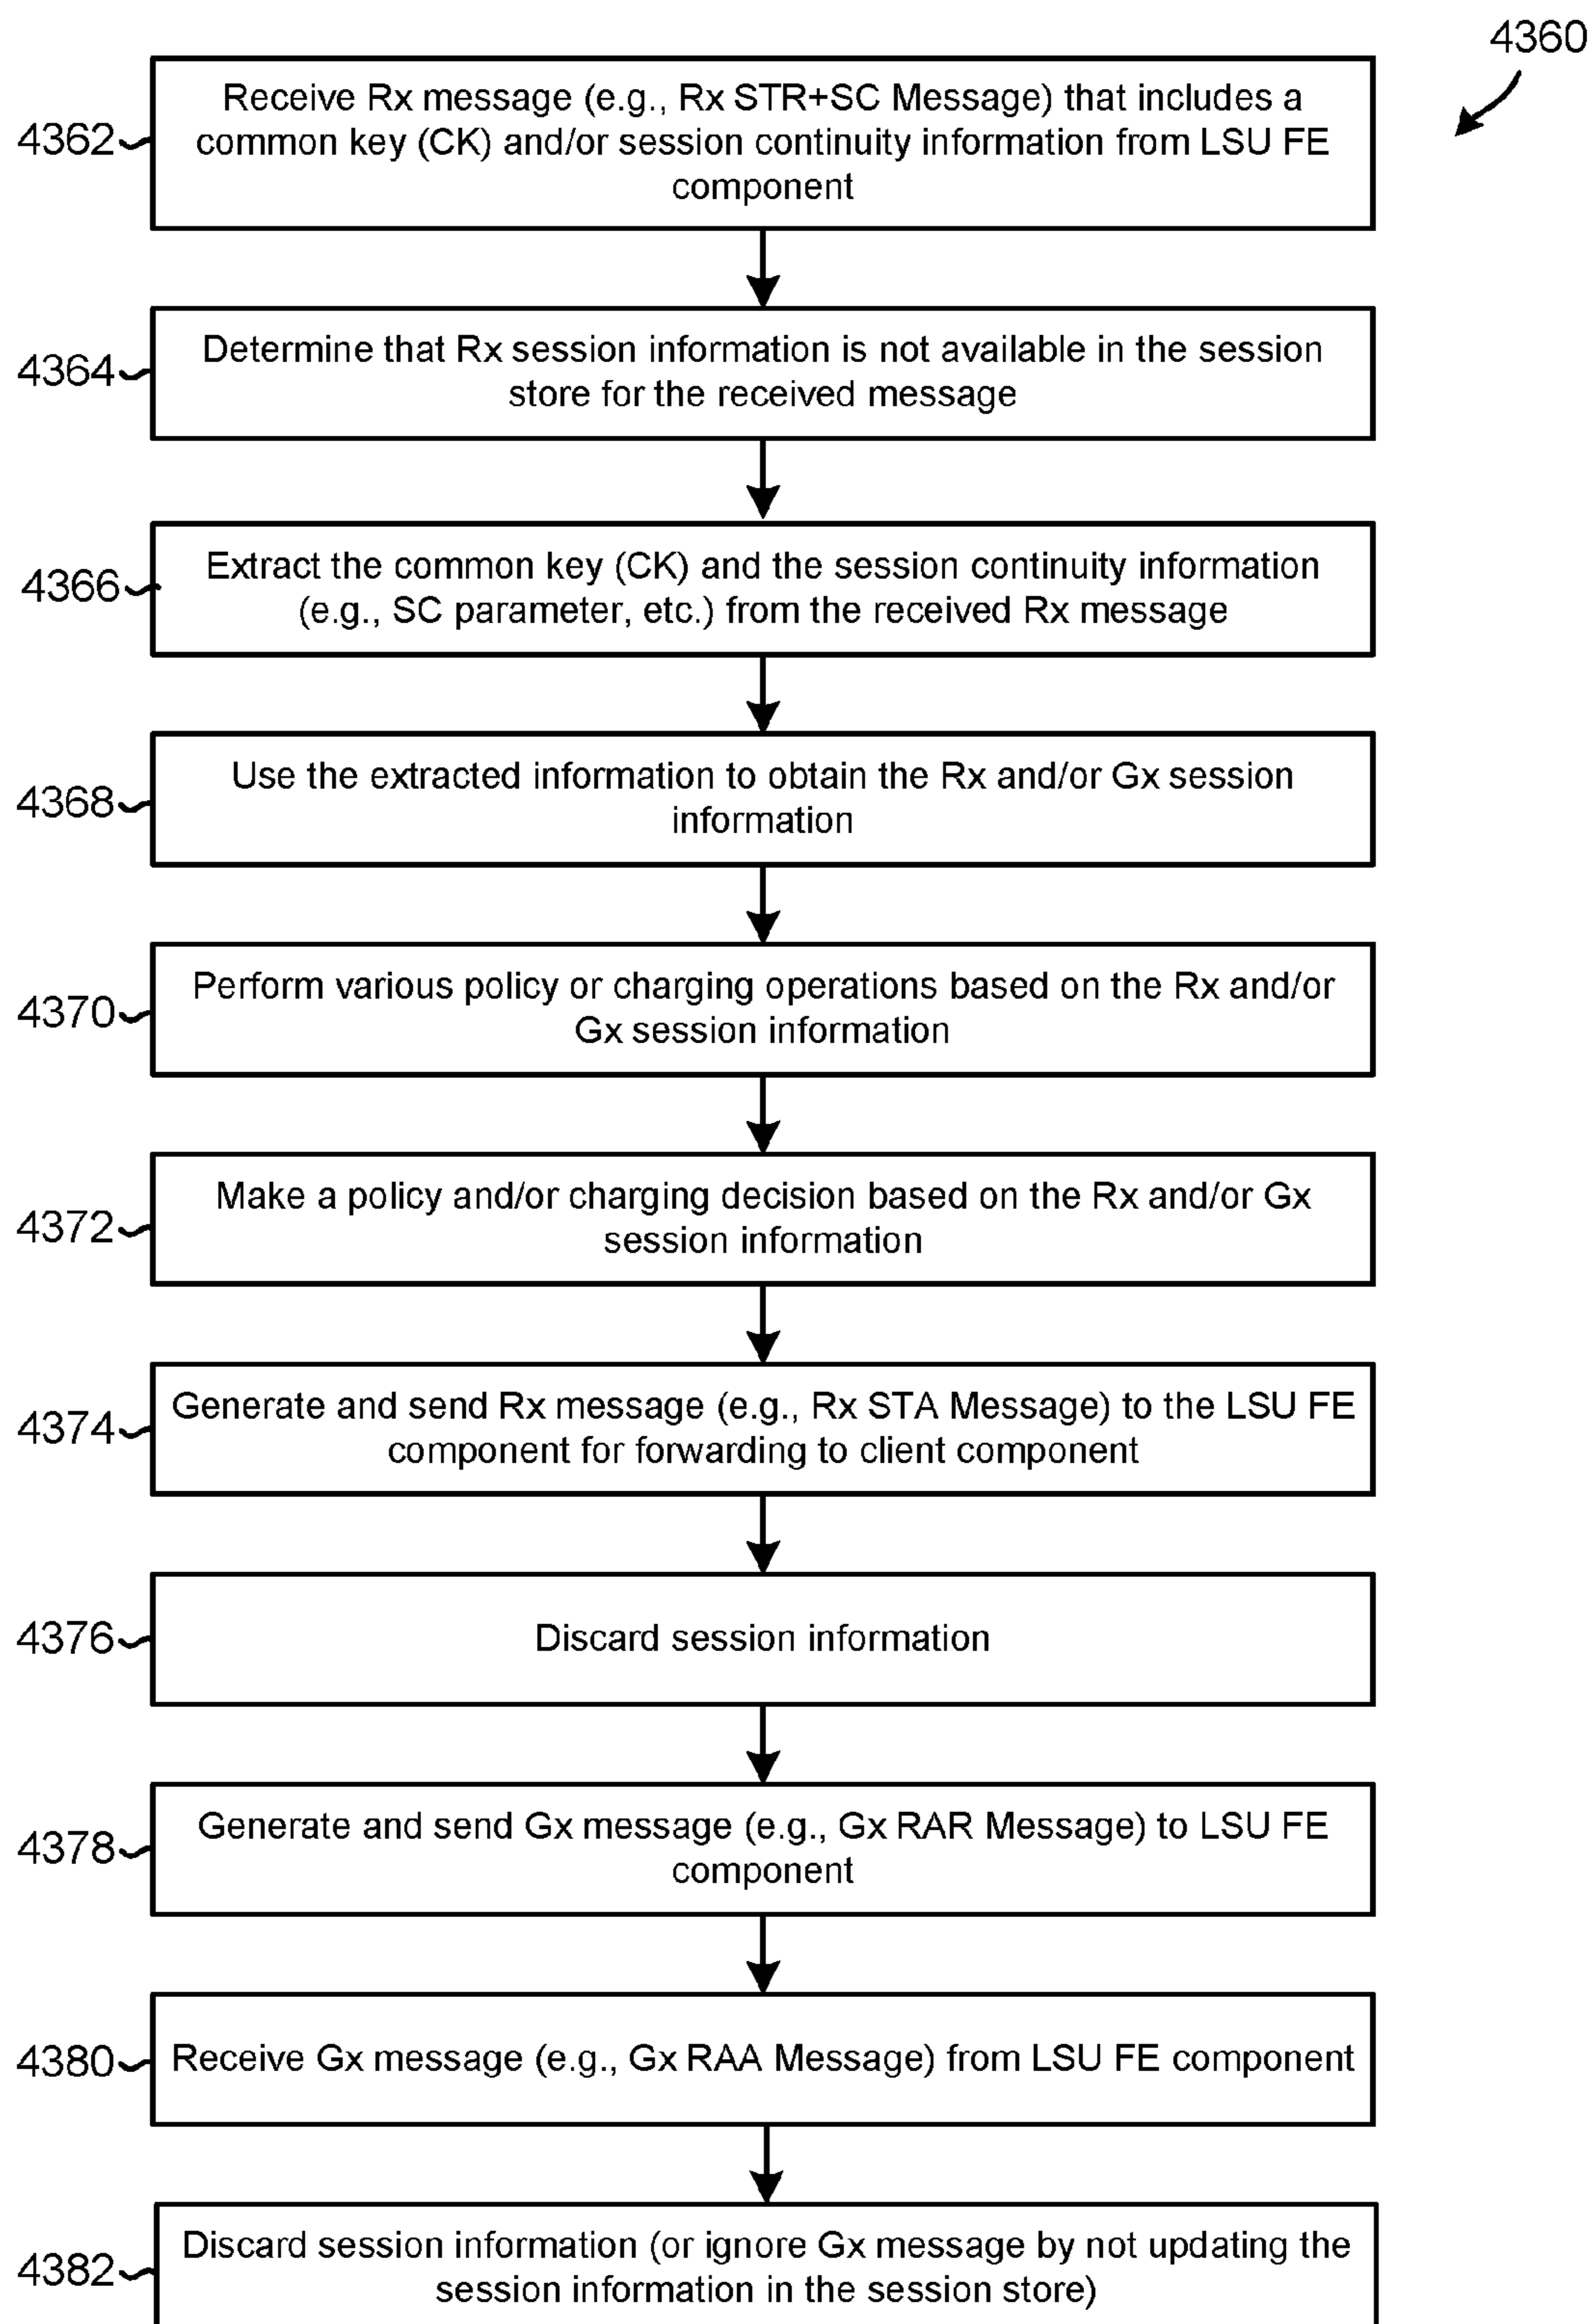 4360
4362
Receive Rx message (e.g., Rx STR+SC Message) that includes a
common key (CK) and/or session continuity information from LSU FE
component
4364
Determine that Rx session information is not available in the session
store for the received message
4366
Extract the common key (CK) and the session continuity information
(e.g., SC parameter, etc.) from the received Rx message
4368
Use the extracted information to obtain the Rx and/or Gx session
information
4370
Perform various policy or charging operations based on the Rx and/or
Gx session information
4372
Make a policy and/or charging decision based on the Rx and/or Gx
session information
4374
Generate and send Rx message (e.g., Rx STA Message) to the LSU FE
component for forwarding to client component
4376
Discard session information
4378
Generate and send Gx message (e.g., Gx RAR Message) to LSU FE
component
4380
Receive Gx message (e.g., Gx RAA Message) from LSU FE component
4382
Discard session information (or ignore Gx message by not updating the
session information in the session store)